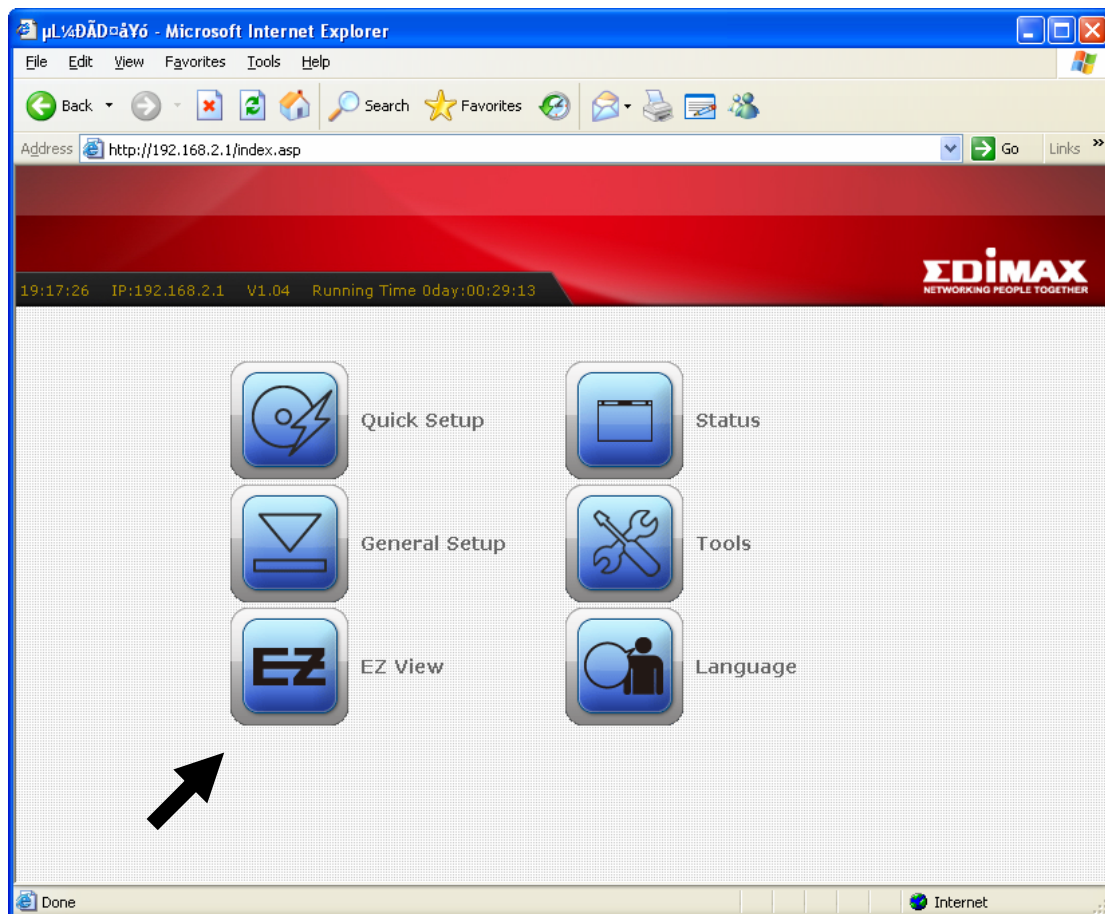 µL¼ÐÃD¤åYó - Microsoft Internet Explorer
File Edit View Favorites Tools Help
Back Search Favorites
Address http://192.168.2.1/index.asp Go Links »
EDIMAX
NETWORKING PEOPLE TOGETHER
19:17:26 IP:192.168.2.1 V1.04 Running Time 0day:00:29:13
Quick Setup Status
General Setup Tools
EZ EZ View Language
Done Internet